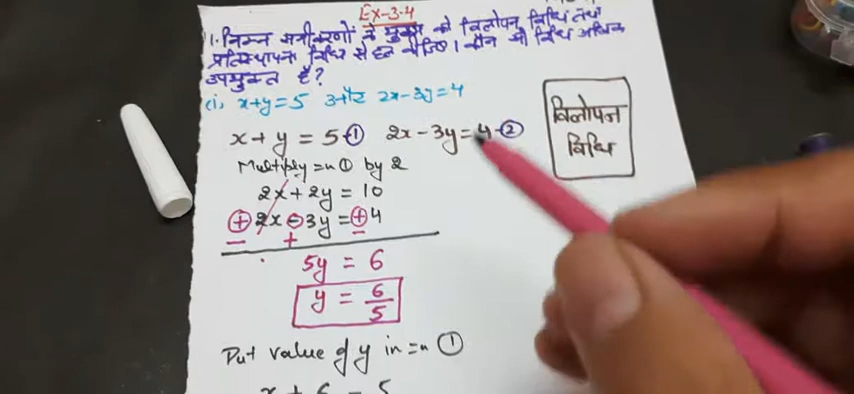 Ex-3.4
1. निम्न समीकरणों के युग्म को विलोपन विधि तथा
प्रतिस्थापना विधि से हल कीजिए। कौन सी विधि अधिक
उपयुक्त है?
(i) x+y=5 और 2x-3y=4
x+y=5-① 2x-3y=4-②
विलोपन
विधि
Multiply =n ① by 2
2x+2y=10
⊕2x⊖3y=⊕4
- + -
5y = 6
y = 6/5
Put value of y in =n ①
x + 6 = 5